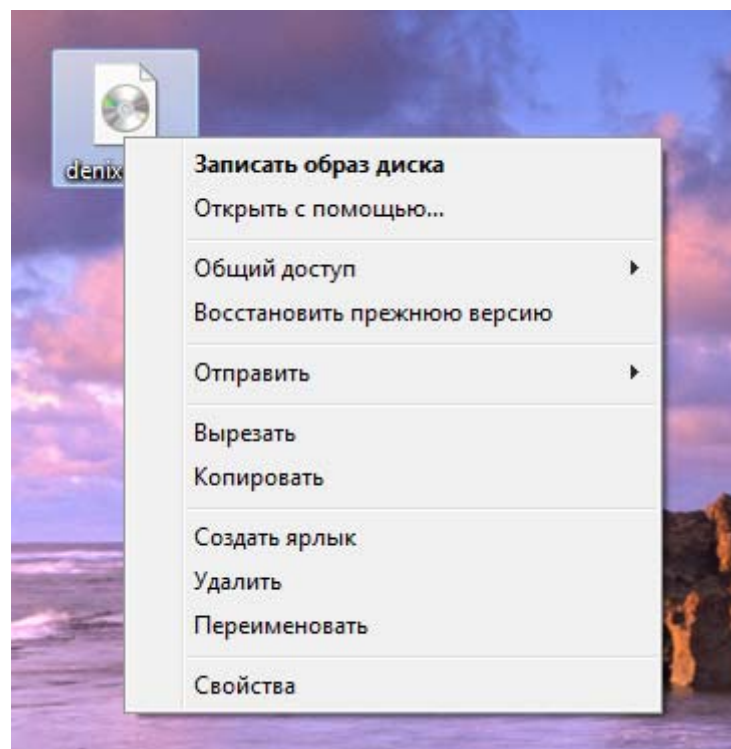 denix
Записать образ диска
Открыть с помощью...
Общий доступ
Восстановить прежнюю версию
Отправить
Вырезать
Копировать
Создать ярлык
Удалить
Переименовать
Свойства